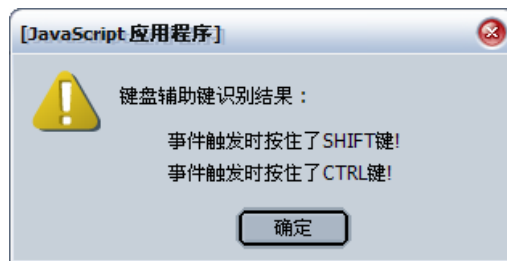 [JavaScript 应用程序]
键盘辅助键识别结果：
事件触发时按住了SHIFT键!
事件触发时按住了CTRL键!
确定